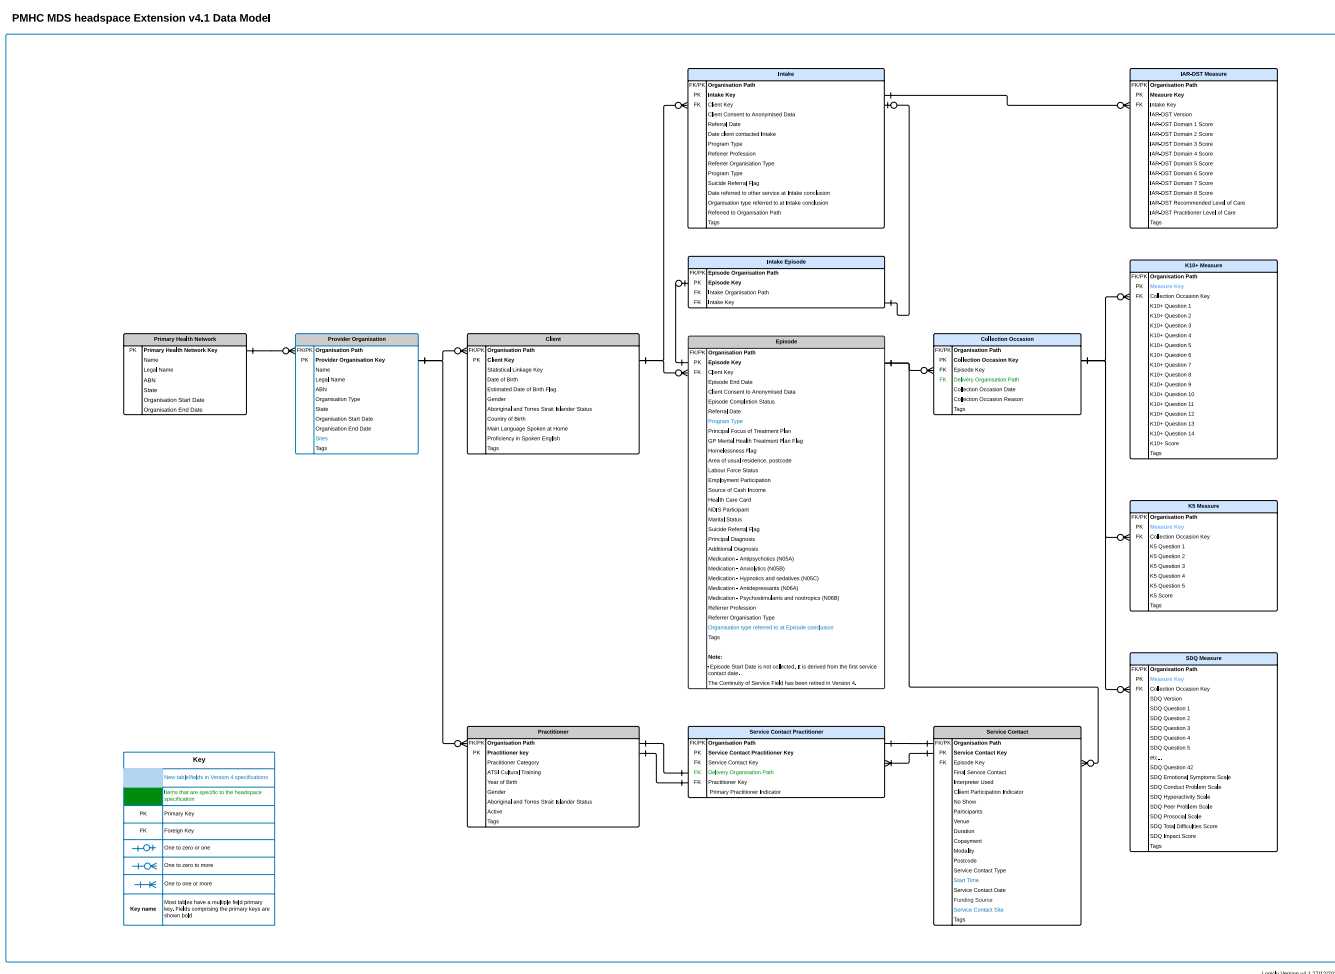 PMHC MDS headspace Extension v4.1 Data Model
Intake
FK/PK Organisation Path
PK Intake Key
FK Client Key
Client Consent to Anonymised Data
Referral Date
Date client contacted Intake
Program Type
Referrer Profession
Referrer Organisation Type
Program Type
Suicide Referral Flag
Date referred to other service at Intake conclusion
Organisation type referred to at Intake conclusion
Referred to Organisation Path
Tags
IAR-DST Measure
FK/PK Organisation Path
PK Measure Key
FK Intake Key
IAR-DST Version
IAR-DST Domain 1 Score
IAR-DST Domain 2 Score
IAR-DST Domain 3 Score
IAR-DST Domain 4 Score
IAR-DST Domain 5 Score
IAR-DST Domain 6 Score
IAR-DST Domain 7 Score
IAR-DST Domain 8 Score
IAR-DST Recommended Level of Care
IAR-DST Practitioner Level of Care
Tags
Intake Episode
FK/PK Episode Organisation Path
PK Episode Key
FK Intake Organisation Path
FK Intake Key
K10+ Measure
FK/PK Organisation Path
PK Measure Key
FK Collection Occasion Key
K10+ Question 1
K10+ Question 2
K10+ Question 3
K10+ Question 4
K10+ Question 5
K10+ Question 6
K10+ Question 7
K10+ Question 8
K10+ Question 9
K10+ Question 10
K10+ Question 11
K10+ Question 12
K10+ Question 13
K10+ Question 14
K10+ Score
Tags
Primary Health Network
PK Primary Health Network Key
Name
Legal Name
ABN
State
Organisation Start Date
Organisation End Date
Provider Organisation
FK/PK Organisation Path
PK Provider Organisation Key
Name
Legal Name
ABN
Organisation Type
State
Organisation Start Date
Organisation End Date
Sites
Tags
Client
FK/PK Organisation Path
PK Client Key
Statistical Linkage Key
Date of Birth
Estimated Date of Birth Flag
Gender
Aboriginal and Torres Strait Islander Status
Country of Birth
Main Language Spoken at Home
Proficiency in Spoken English
Tags
Episode
FK/PK Organisation Path
PK Episode Key
FK Client Key
Episode End Date
Client Consent to Anonymised Data
Episode Completion Status
Referral Date
Program Type
Principal Focus of Treatment Plan
GP Mental Health Treatment Plan Flag
Homelessness Flag
Area of usual residence, postcode
Labour Force Status
Employment Participation
Source of Cash Income
Health Care Card
NDIS Participant
Marital Status
Suicide Referral Flag
Principal Diagnosis
Additional Diagnosis
Medication - Antipsychotics (N05A)
Medication - Anxiolytics (N05B)
Medication - Hypnotics and sedatives (N05C)
Medication - Antidepressants (N06A)
Medication - Psychostimulants and nootropics (N06B)
Referrer Profession
Referrer Organisation Type
Organisation type referred to at Episode conclusion
Tags
Note:
• Episode Start Date is not collected. It is derived from the first service
contact date.
The Continuity of Service Field has been retired in Version 4.
Collection Occasion
FK/PK Organisation Path
PK Collection Occasion Key
FK Episode Key
FK Delivery Organisation Path
Collection Occasion Date
Collection Occasion Reason
Tags
K5 Measure
FK/PK Organisation Path
PK Measure Key
FK Collection Occasion Key
K5 Question 1
K5 Question 2
K5 Question 3
K5 Question 4
K5 Question 5
K5 Score
Tags
SDQ Measure
FK/PK Organisation Path
PK Measure Key
FK Collection Occasion Key
SDQ Version
SDQ Question 1
SDQ Question 2
SDQ Question 3
SDQ Question 4
SDQ Question 5
etc...
SDQ Question 42
SDQ Emotional Symptoms Scale
SDQ Conduct Problem Scale
SDQ Hyperactivity Scale
SDQ Peer Problem Scale
SDQ Prosocial Scale
SDQ Total Difficulties Score
SDQ Impact Score
Tags
Practitioner
FK/PK Organisation Path
PK Practitioner key
Practitioner Category
ATSI Cultural Training
Year of Birth
Gender
Aboriginal and Torres Strait Islander Status
Active
Tags
Service Contact Practitioner
FK/PK Organisation Path
PK Service Contact Practitioner Key
FK Service Contact Key
FK Delivery Organisation Path
FK Practitioner Key
Primary Practitioner Indicator
Service Contact
FK/PK Organisation Path
PK Service Contact Key
FK Episode Key
Final Service Contact
Interpreter Used
Client Participation Indicator
No Show
Participants
Venue
Duration
Copayment
Modality
Postcode
Service Contact Type
Start Time
Service Contact Date
Funding Source
Service Contact Site
Tags
Key
New table/fields in Version 4 specifications
Items that are specific to the headspace
specification
PK Primary Key
FK Foreign Key
One to zero or one
One to zero to more
One to one or more
Key name Most tables have a multiple field primary
key. Fields comprising the primary keys are
shown bold